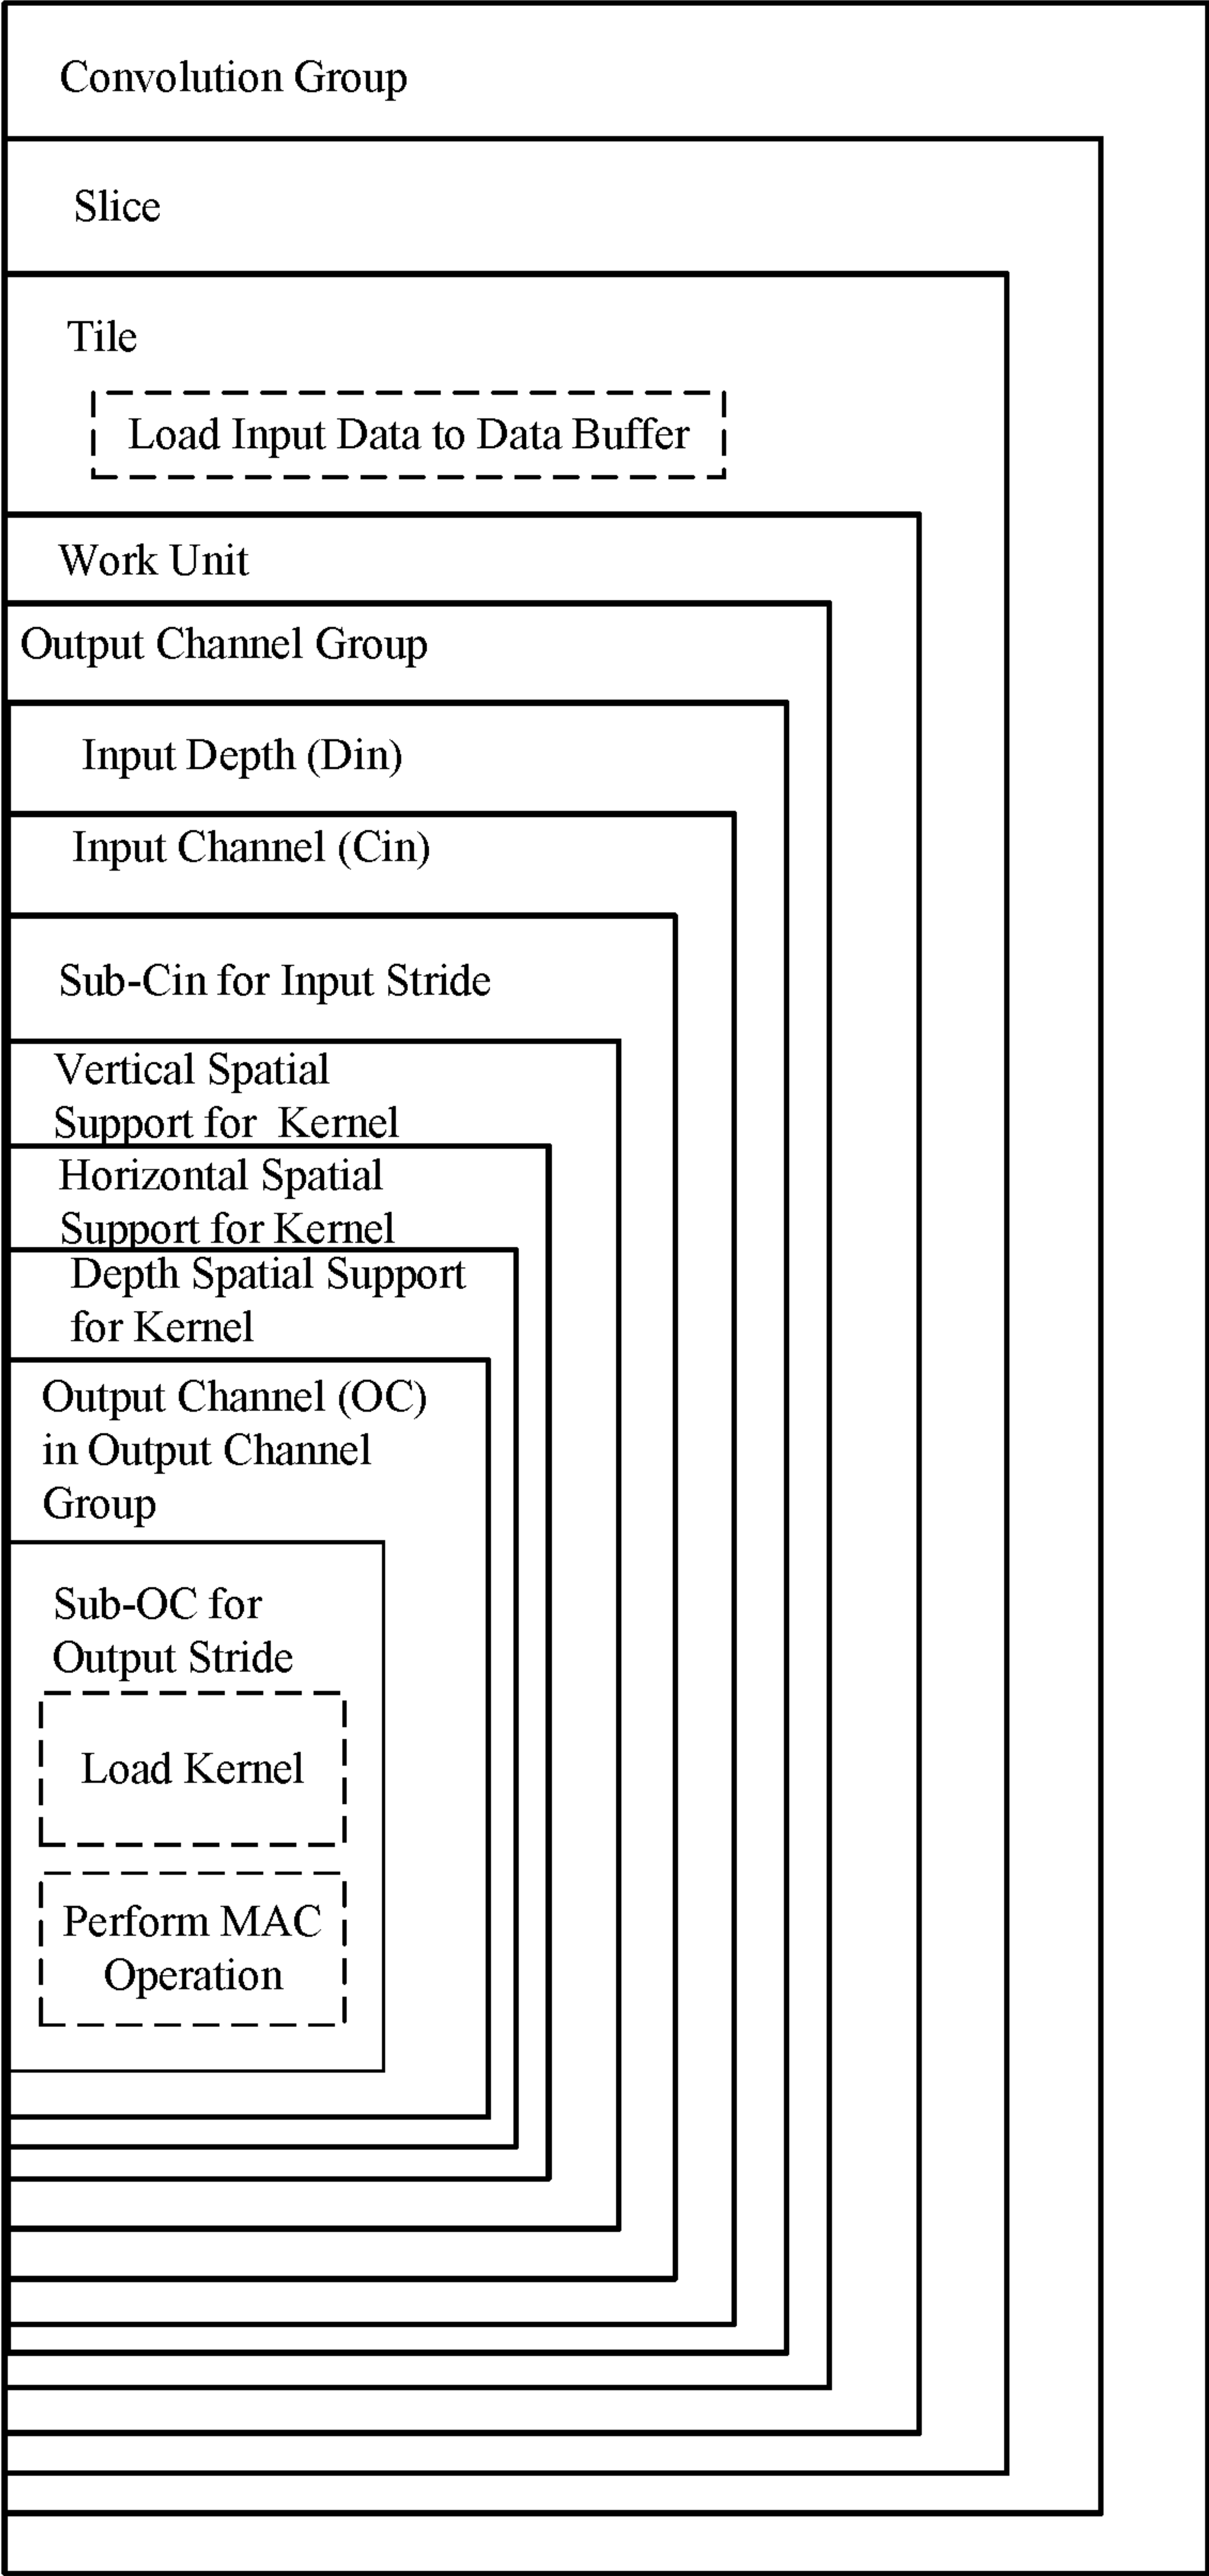 Convolution Group
Slice
Tile
Load Input Data to Data Buffer
Work Unit
Output Channel Group
Input Depth (Din)
Input Channel (Cin)
Sub-Cin for Input Stride
Vertical Spatial
Support for Kernel
Horizontal Spatial
Support for Kernel
Depth Spatial Support
for Kernel
Output Channel (OC)
in Output Channel
Group
Sub-OC for
Output Stride
Load Kernel
Perform MAC
Operation